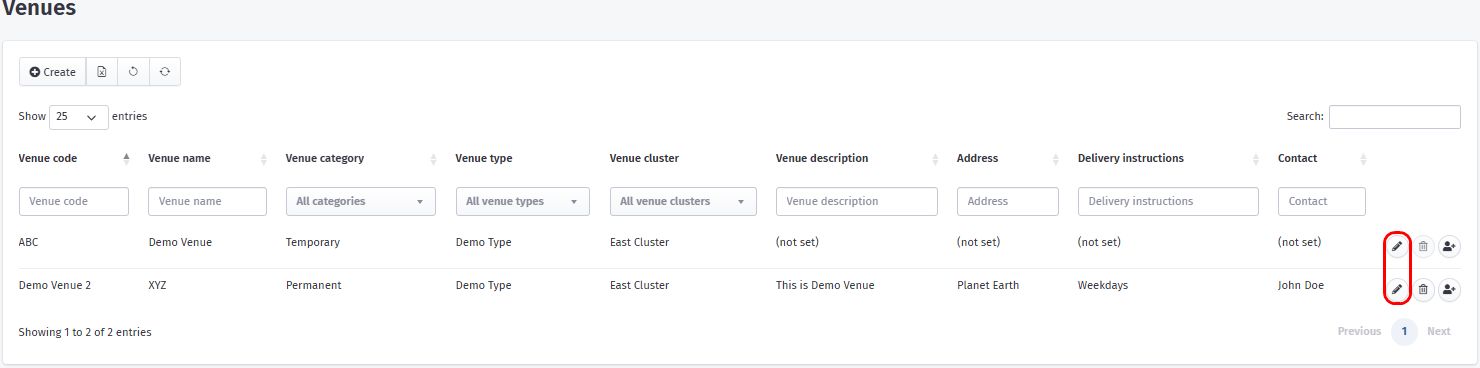 Venues
Create
Show 25 entries
Search:
Venue code Venue name Venue category Venue type Venue cluster Venue description Address Delivery instructions Contact
Venue code Venue name All categories All venue types All venue clusters Venue description Address Delivery instructions Contact
ABC Demo Venue Temporary Demo Type East Cluster (not set) (not set) (not set) (not set)
Demo Venue 2 XYZ Permanent Demo Type East Cluster This is Demo Venue Planet Earth Weekdays John Doe
Showing 1 to 2 of 2 entries
Previous 1 Next